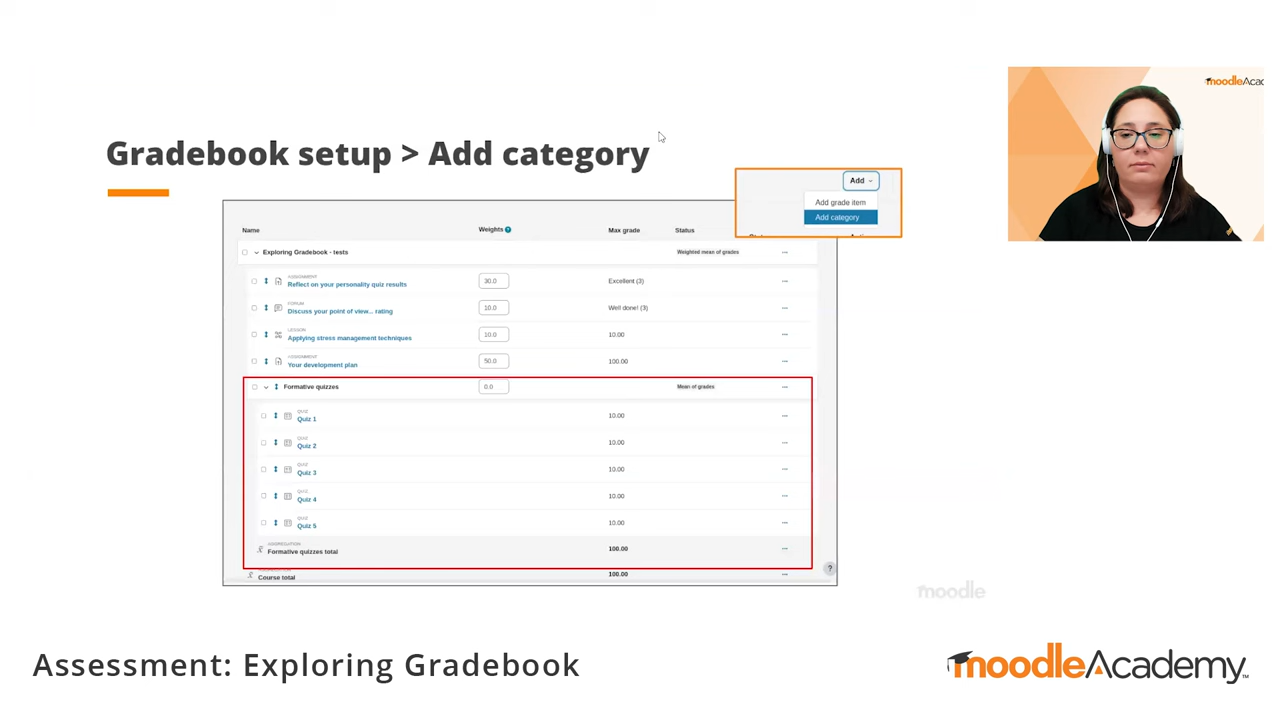 moodleAcad
Gradebook setup > Add category
Add
Add grade item
Add category
Name Weights ? Max grade Status
Exploring Gradebook - tests Weighted mean of grades
ASSIGNMENT
Reflect on your personality quiz results 30.0 Excellent (3)
FORUM
Discuss your point of view... rating 10.0 Well done! (3)
LESSON
Applying stress management techniques 10.0 10.00
ASSIGNMENT
Your development plan 50.0 100.00
Formative quizzes 0.0 Mean of grades
QUIZ
Quiz 1 10.00
QUIZ
Quiz 2 10.00
QUIZ
Quiz 3 10.00
QUIZ
Quiz 4 10.00
QUIZ
Quiz 5 10.00
AGGREGATION
Formative quizzes total 100.00
Course total 100.00
?
moodle
Assessment: Exploring Gradebook
moodleAcademy™